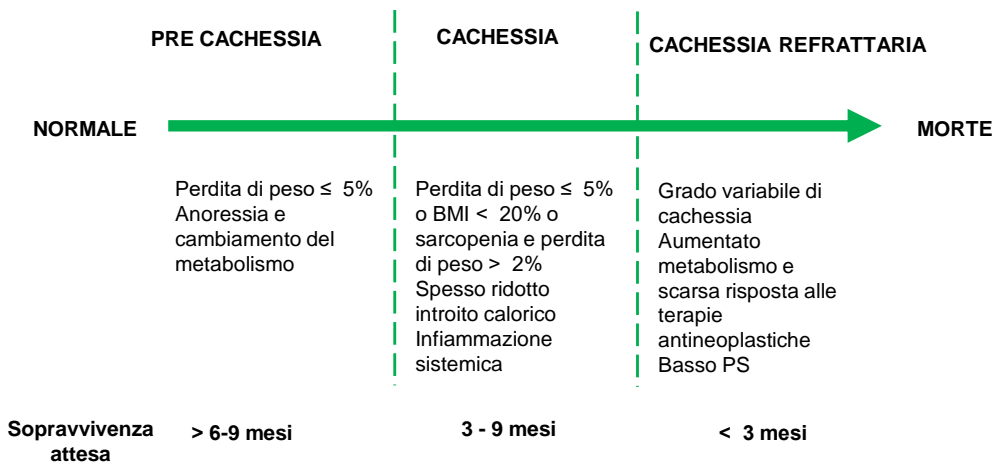 PRE CACHESSIA
CACHESSIA
CACHESSIA REFRATTARIA
NORMALE
MORTE
Perdita di peso ≤ 5%
Anoressia e
cambiamento del
metabolismo
Perdita di peso ≤ 5%
o BMI < 20% o
sarcopenia e perdita
di peso > 2%
Spesso ridotto
introito calorico
Infiammazione
sistemica
Grado variabile di
cachessia
Aumentato
metabolismo e
scarsa risposta alle
terapie
antineoplastiche
Basso PS
Sopravvivenza
attesa
> 6-9 mesi
3 - 9 mesi
< 3 mesi